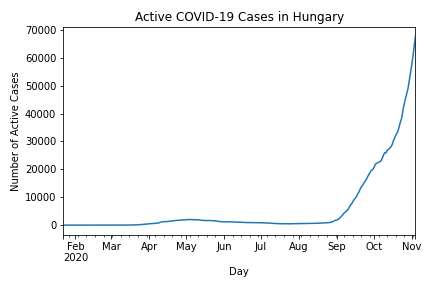 Active COVID-19 Cases in Hungary
Number of Active Cases
70000
60000
50000
40000
30000
20000
10000
0
Feb Mar Apr May Jun Jul Aug Sep Oct Nov
2020
Day